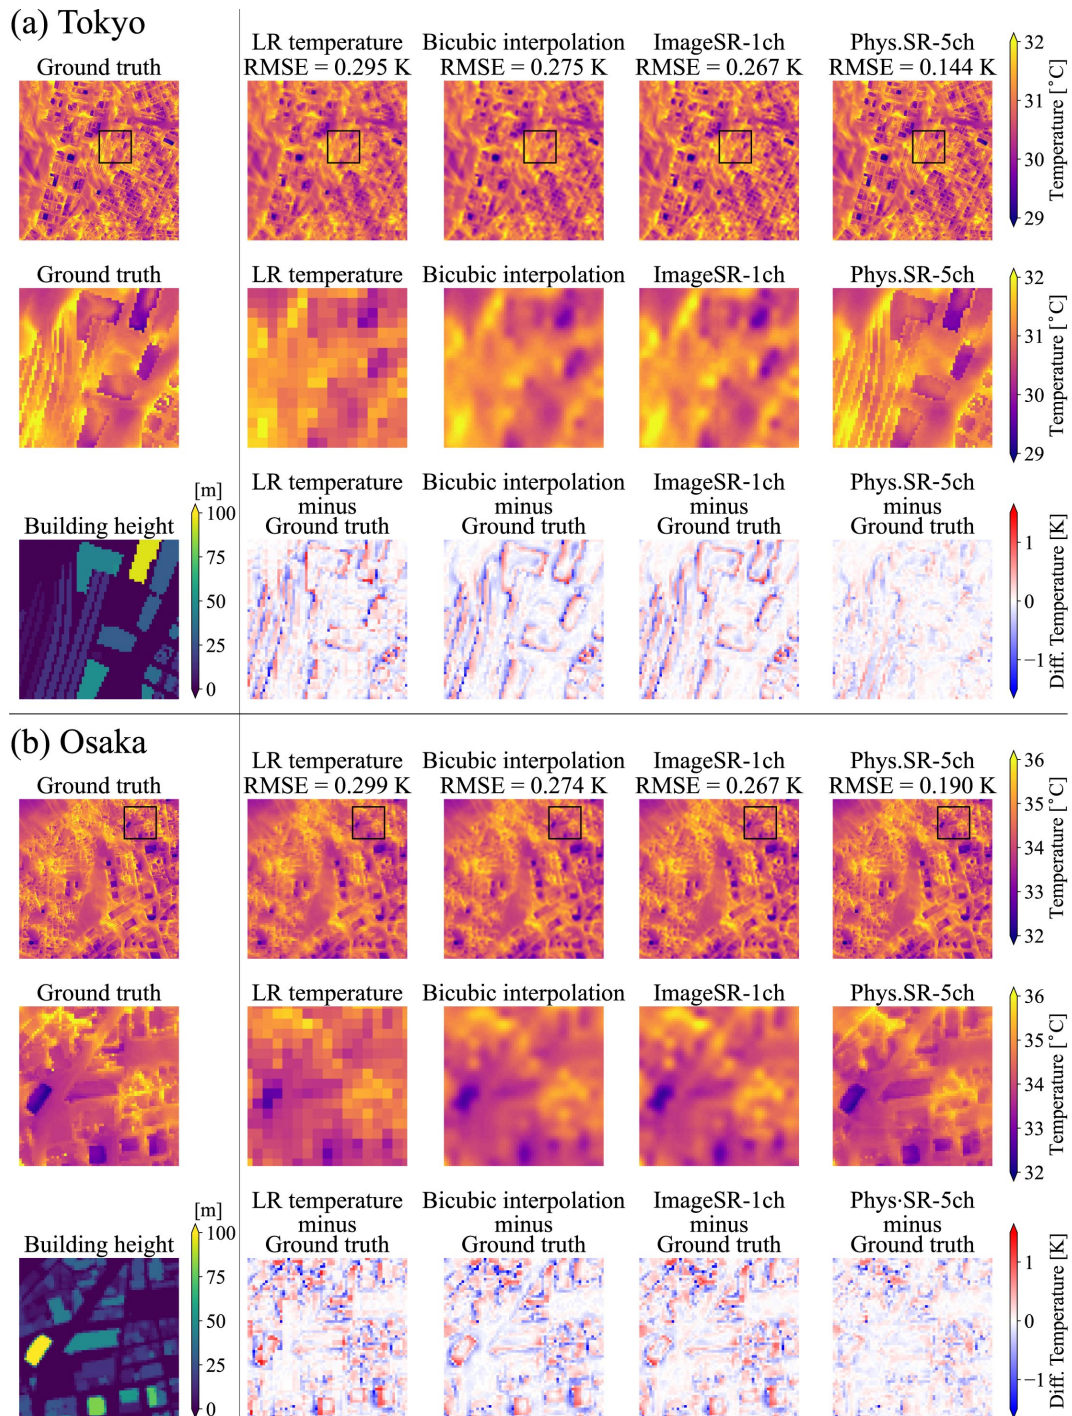 (a) Tokyo
Ground truth
LR temperature
RMSE = 0.295 K
Bicubic interpolation
RMSE = 0.275 K
ImageSR-1ch
RMSE = 0.267 K
Phys.SR-5ch
RMSE = 0.144 K
32
31
30
29
Temperature [°C]
Ground truth
LR temperature
Bicubic interpolation
ImageSR-1ch
Phys.SR-5ch
32
31
30
29
Temperature [°C]
Building height
[m]
100
75
50
25
0
LR temperature
minus
Ground truth
Bicubic interpolation
minus
Ground truth
ImageSR-1ch
minus
Ground truth
Phys.SR-5ch
minus
Ground truth
1
0
−1
Diff. Temperature [K]
(b) Osaka
Ground truth
LR temperature
RMSE = 0.299 K
Bicubic interpolation
RMSE = 0.274 K
ImageSR-1ch
RMSE = 0.267 K
Phys.SR-5ch
RMSE = 0.190 K
36
35
34
33
32
Temperature [°C]
Ground truth
LR temperature
Bicubic interpolation
ImageSR-1ch
Phys.SR-5ch
36
35
34
33
32
Temperature [°C]
Building height
[m]
100
75
50
25
0
LR temperature
minus
Ground truth
Bicubic interpolation
minus
Ground truth
ImageSR-1ch
minus
Ground truth
Phys·SR-5ch
minus
Ground truth
1
0
−1
Diff. Temperature [K]